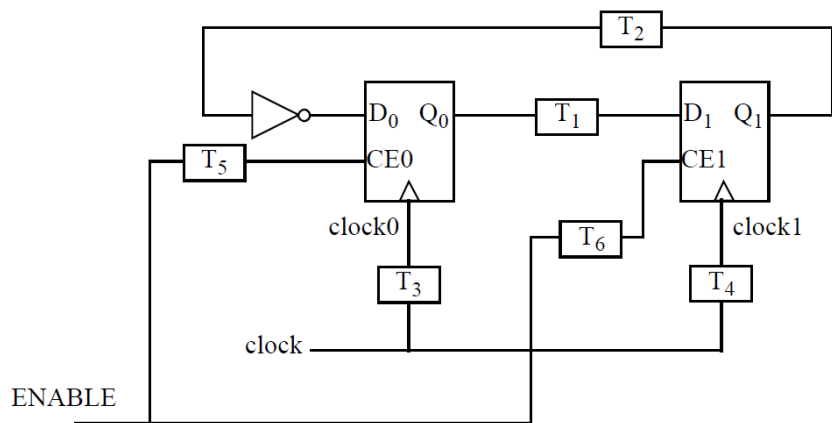 T2
D0 Q0
T1
D1 Q1
T5
CE0
CE1
clock0
T6
clock1
T3
T4
clock
ENABLE